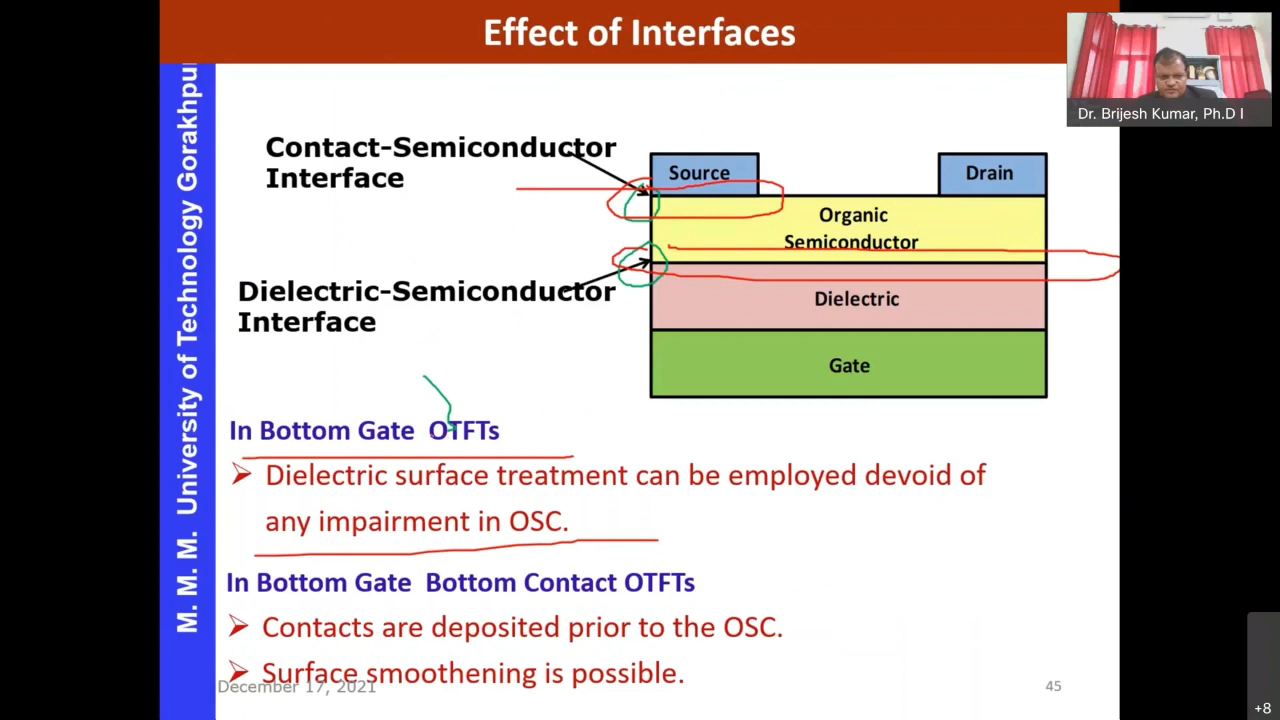 Effect of Interfaces
M. M. M. University of Technology Gorakhpu
Dr. Brijesh Kumar, Ph.D I
Contact-Semiconductor
Interface
Source
Drain
Organic
Semiconductor
Dielectric-Semiconductor
Interface
Dielectric
Gate
In Bottom Gate OTFTs
Dielectric surface treatment can be employed devoid of
any impairment in OSC.
In Bottom Gate Bottom Contact OTFTs
Contacts are deposited prior to the OSC.
Surface smoothening is possible.
December 17, 2021
45
+8